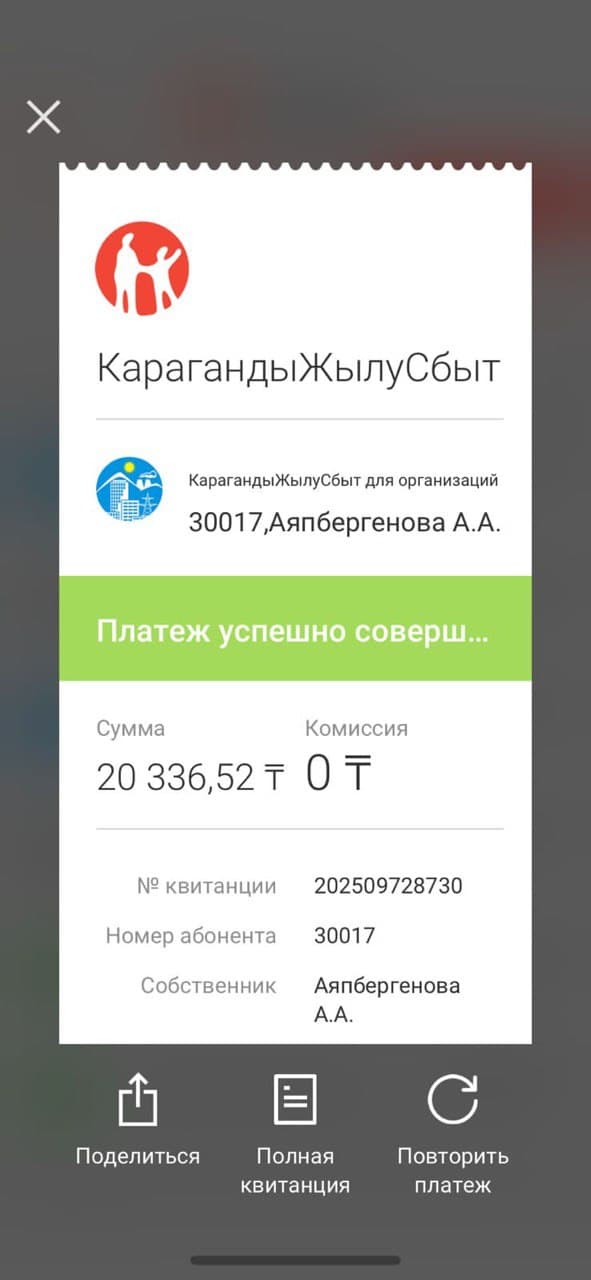 КарагандыЖылуСбыт
КарагандыЖылуСбыт для организаций
30017,Аяпбергенова А.А.
Платеж успешно соверш...
Сумма
Комиссия
20 336,52 ₸
0 ₸
№ квитанции
202509728730
Номер абонента
30017
Собственник
Аяпбергенова
А.А.
Поделиться
Полная
квитанция
Повторить
платеж